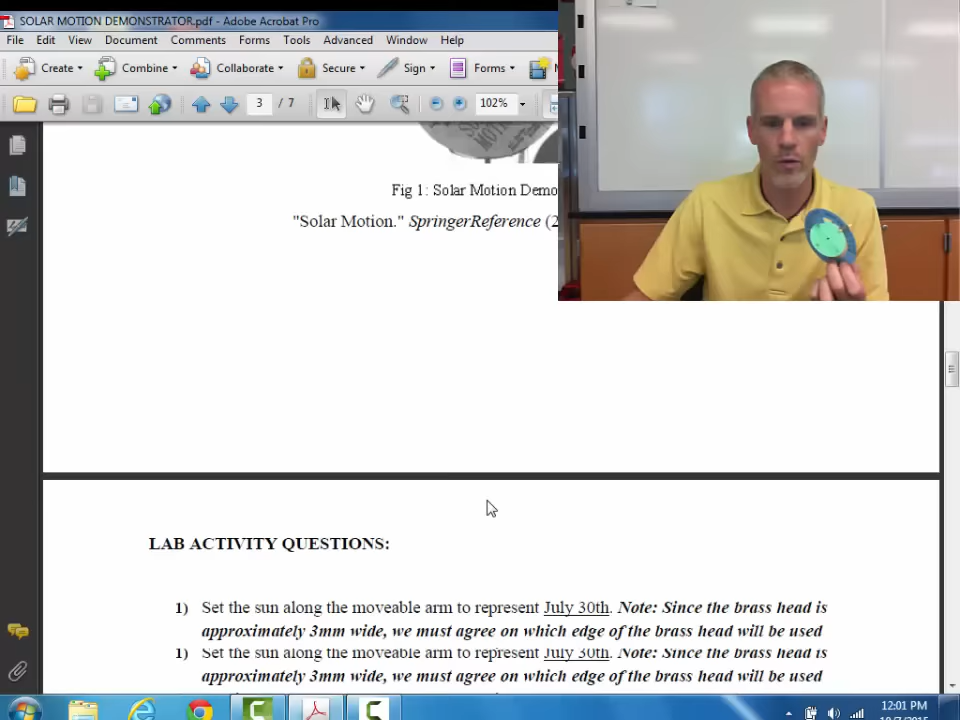 SOLAR MOTION DEMONSTRATOR.pdf - Adobe Acrobat Pro
File Edit View Document Comments Forms Tools Advanced Window Help
Create Combine Collaborate Secure Sign Forms
3 / 7 102%
SOLAR
Fig 1: Solar Motion Demo
"Solar Motion." SpringerReference (2
LAB ACTIVITY QUESTIONS:
1) Set the sun along the moveable arm to represent July 30th. Note: Since the brass head is
approximately 3mm wide, we must agree on which edge of the brass head will be used
1) Set the sun along the moveable arm to represent July 30th. Note: Since the brass head is
approximately 3mm wide, we must agree on which edge of the brass head will be used
12:01 PM